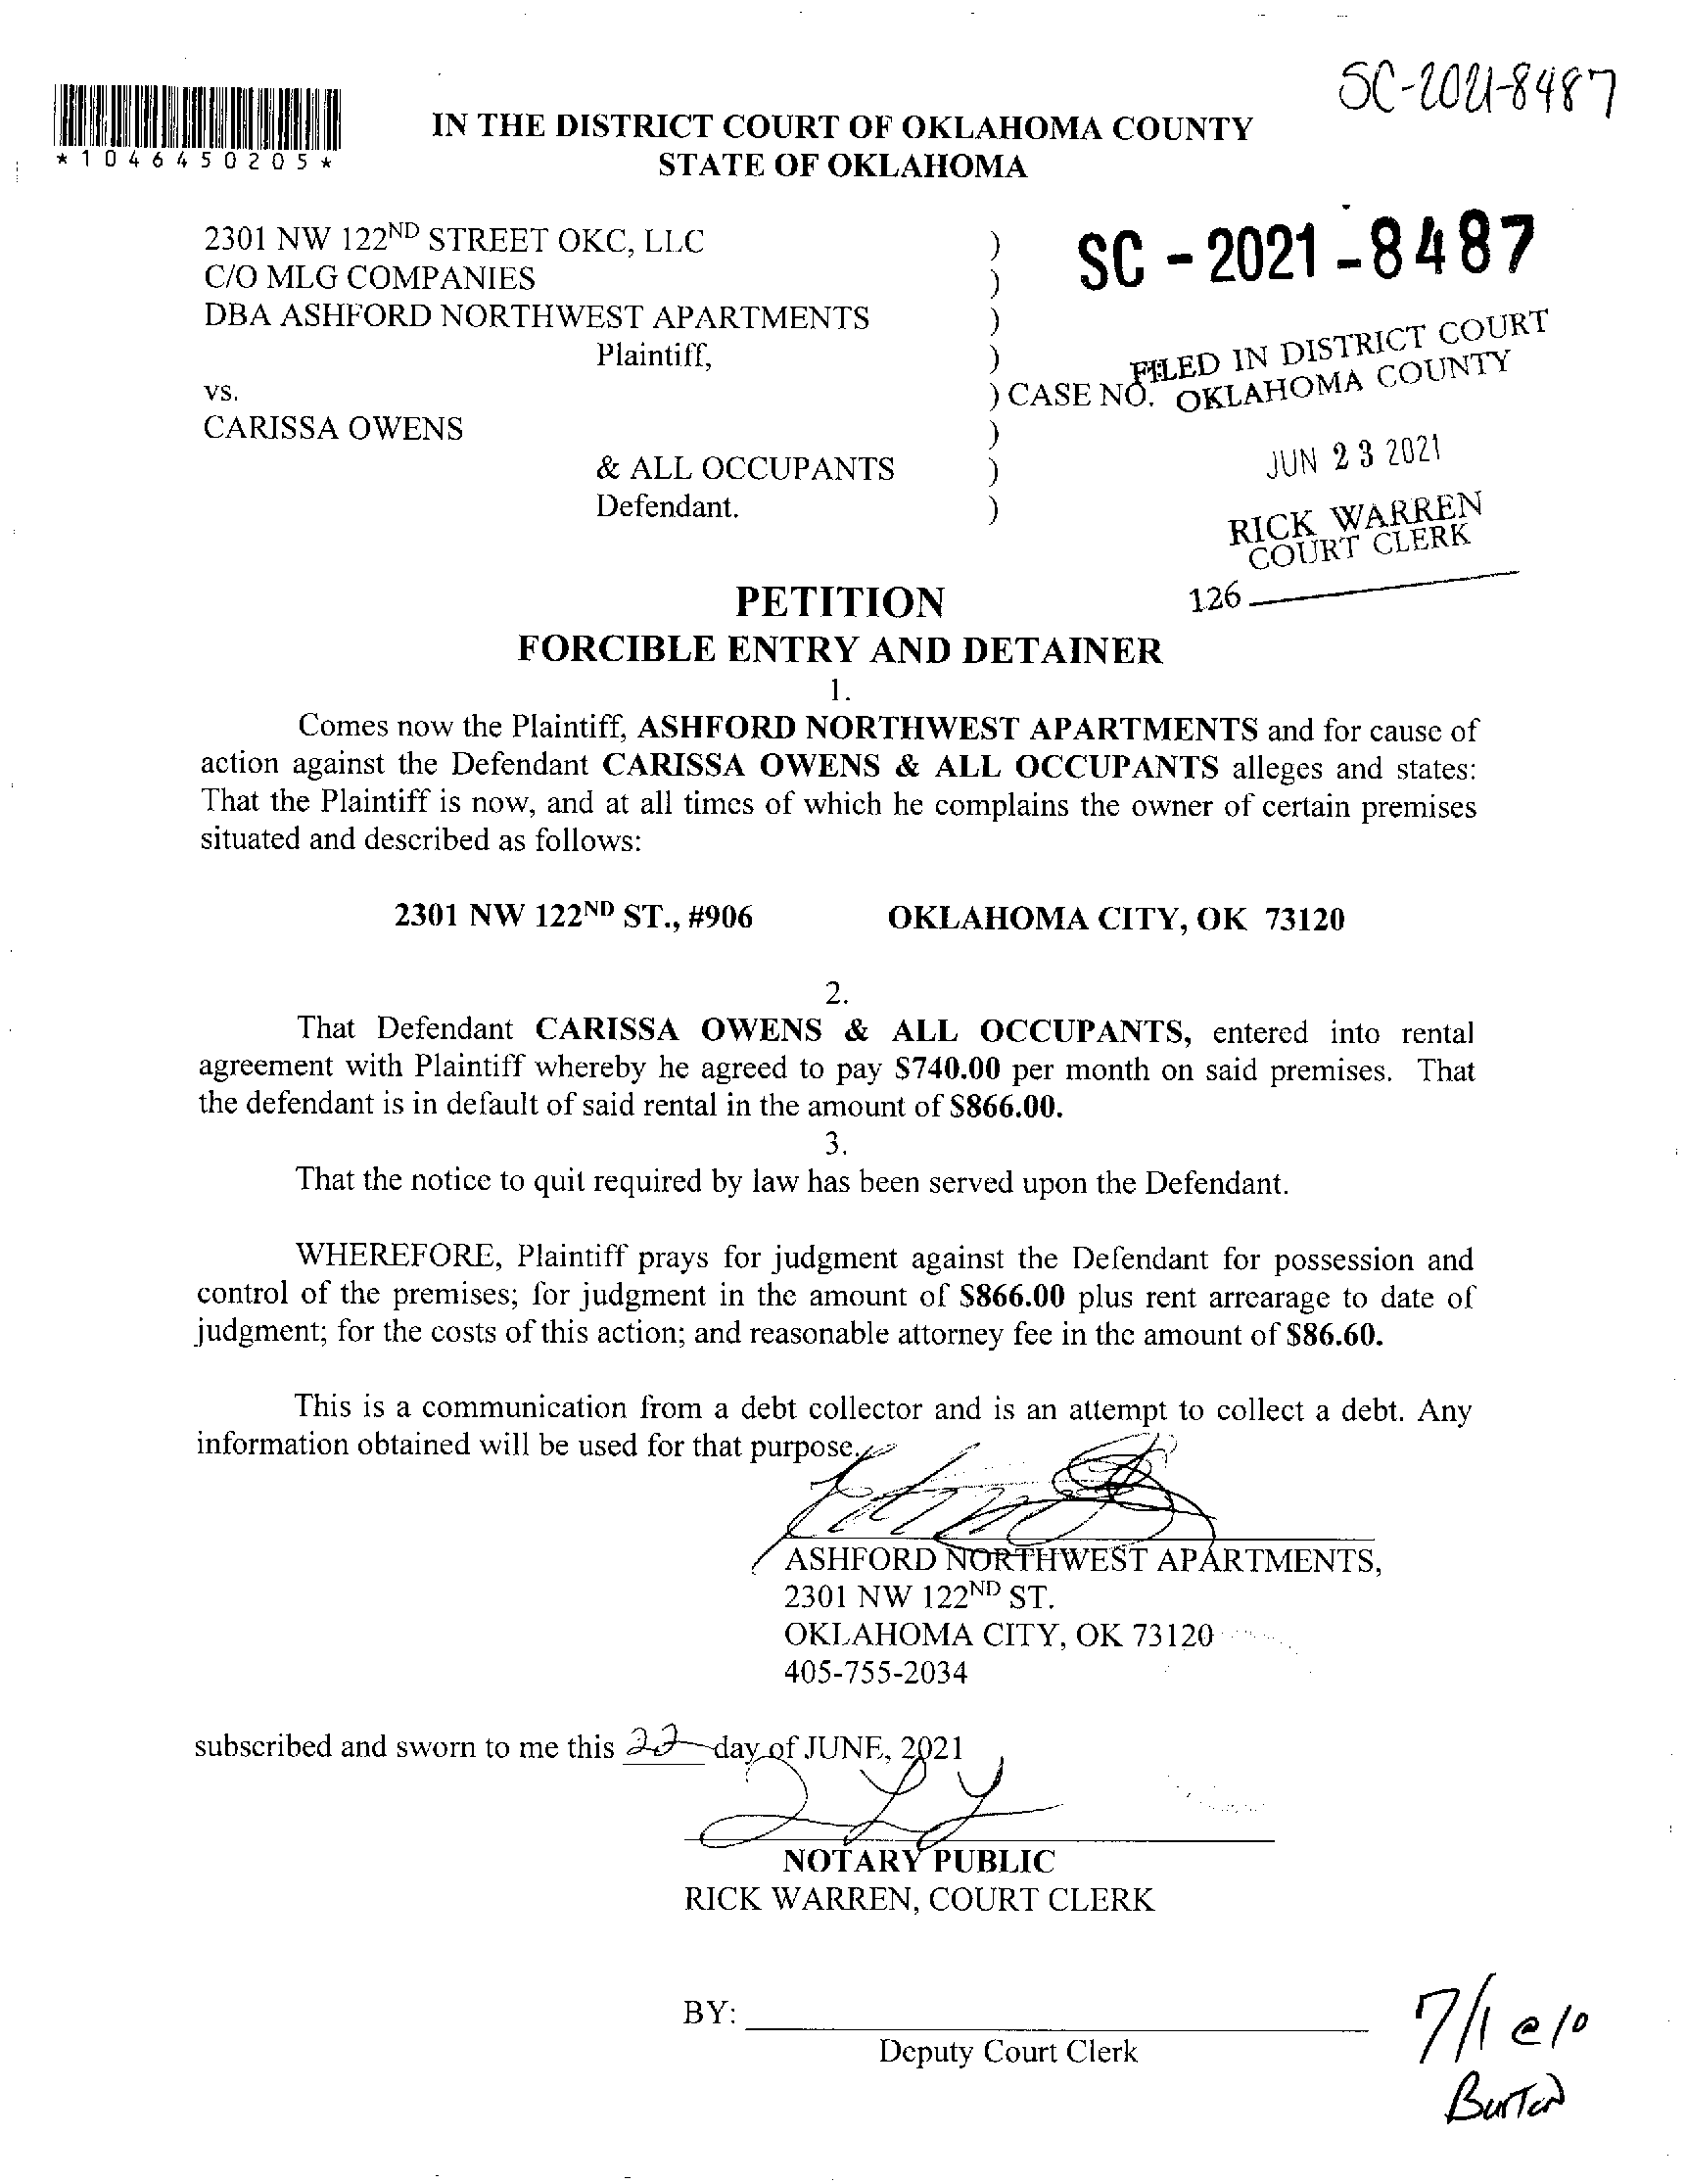 SC-2021-8487
*1046450205*
IN THE DISTRICT COURT OF OKLAHOMA COUNTY
STATE OF OKLAHOMA
2301 NW 122ND STREET OKC, LLC )
C/O MLG COMPANIES )
DBA ASHFORD NORTHWEST APARTMENTS )
Plaintiff, )
vs. ) CASE NO.
CARISSA OWENS )
& ALL OCCUPANTS )
Defendant. )
SC - 2021 - 8487
FILED IN DISTRICT COURT
OKLAHOMA COUNTY
JUN 23 2021
RICK WARREN
COURT CLERK
126
PETITION
FORCIBLE ENTRY AND DETAINER
1.
Comes now the Plaintiff, ASHFORD NORTHWEST APARTMENTS and for cause of
action against the Defendant CARISSA OWENS & ALL OCCUPANTS alleges and states:
That the Plaintiff is now, and at all times of which he complains the owner of certain premises
situated and described as follows:
2301 NW 122ND ST., #906 OKLAHOMA CITY, OK 73120
2.
That Defendant CARISSA OWENS & ALL OCCUPANTS, entered into rental
agreement with Plaintiff whereby he agreed to pay $740.00 per month on said premises. That
the defendant is in default of said rental in the amount of $866.00.
3.
That the notice to quit required by law has been served upon the Defendant.
WHEREFORE, Plaintiff prays for judgment against the Defendant for possession and
control of the premises; for judgment in the amount of $866.00 plus rent arrearage to date of
judgment; for the costs of this action; and reasonable attorney fee in the amount of $86.60.
This is a communication from a debt collector and is an attempt to collect a debt. Any
information obtained will be used for that purpose.
ASHFORD NORTHWEST APARTMENTS,
2301 NW 122ND ST.
OKLAHOMA CITY, OK 73120
405-755-2034
subscribed and sworn to me this 22 day of JUNE, 2021
NOTARY PUBLIC
RICK WARREN, COURT CLERK
BY:
Deputy Court Clerk
7/1 @ 10
Burton